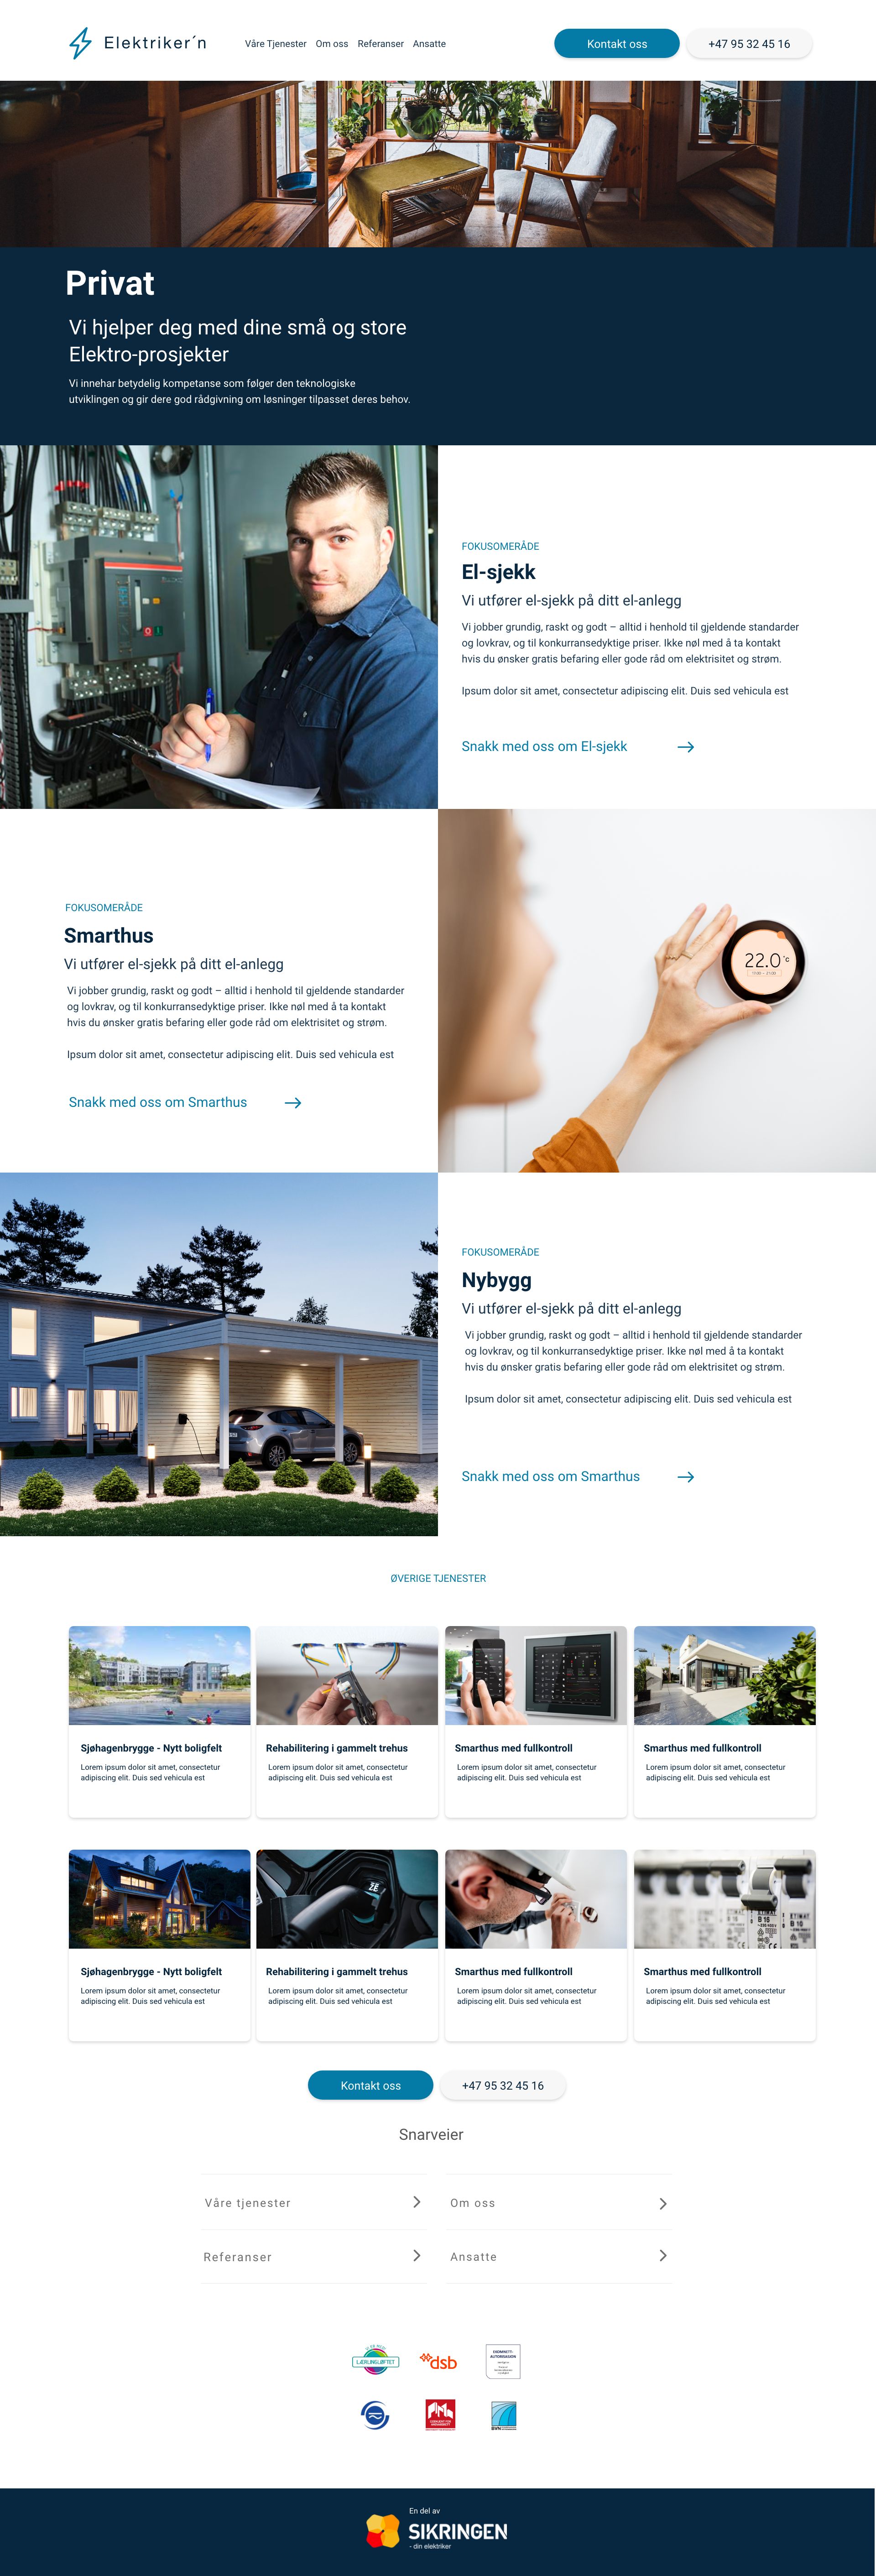 Elektriker´n
Våre Tjenester Om oss Referanser Ansatte
Kontakt oss
+47 95 32 45 16
Privat
Vi hjelper deg med dine små og store
Elektro-prosjekter
Vi innehar betydelig kompetanse som følger den teknologiske
utviklingen og gir dere god rådgivning om løsninger tilpasset deres behov.
FOKUSOMERÅDE
El-sjekk
Vi utfører el-sjekk på ditt el-anlegg
Vi jobber grundig, raskt og godt – alltid i henhold til gjeldende standarder
og lovkrav, og til konkurransedyktige priser. Ikke nøl med å ta kontakt
hvis du ønsker gratis befaring eller gode råd om elektrisitet og strøm.
Ipsum dolor sit amet, consectetur adipiscing elit. Duis sed vehicula est
Snakk med oss om El-sjekk
FOKUSOMERÅDE
Smarthus
Vi utfører el-sjekk på ditt el-anlegg
Vi jobber grundig, raskt og godt – alltid i henhold til gjeldende standarder
og lovkrav, og til konkurransedyktige priser. Ikke nøl med å ta kontakt
hvis du ønsker gratis befaring eller gode råd om elektrisitet og strøm.
Ipsum dolor sit amet, consectetur adipiscing elit. Duis sed vehicula est
Snakk med oss om Smarthus
22.0 °c
FOKUSOMERÅDE
Nybygg
Vi utfører el-sjekk på ditt el-anlegg
Vi jobber grundig, raskt og godt – alltid i henhold til gjeldende standarder
og lovkrav, og til konkurransedyktige priser. Ikke nøl med å ta kontakt
hvis du ønsker gratis befaring eller gode råd om elektrisitet og strøm.
Ipsum dolor sit amet, consectetur adipiscing elit. Duis sed vehicula est
Snakk med oss om Smarthus
ØVERIGE TJENESTER
Sjøhagenbrygge - Nytt boligfelt
Lorem ipsum dolor sit amet, consectetur
adipiscing elit. Duis sed vehicula est
Rehabilitering i gammelt trehus
Lorem ipsum dolor sit amet, consectetur
adipiscing elit. Duis sed vehicula est
Smarthus med fullkontroll
Lorem ipsum dolor sit amet, consectetur
adipiscing elit. Duis sed vehicula est
Smarthus med fullkontroll
Lorem ipsum dolor sit amet, consectetur
adipiscing elit. Duis sed vehicula est
ZE
ETIMAT
B 16
ETIMAT
B 10
Sjøhagenbrygge - Nytt boligfelt
Lorem ipsum dolor sit amet, consectetur
adipiscing elit. Duis sed vehicula est
Rehabilitering i gammelt trehus
Lorem ipsum dolor sit amet, consectetur
adipiscing elit. Duis sed vehicula est
Smarthus med fullkontroll
Lorem ipsum dolor sit amet, consectetur
adipiscing elit. Duis sed vehicula est
Smarthus med fullkontroll
Lorem ipsum dolor sit amet, consectetur
adipiscing elit. Duis sed vehicula est
Kontakt oss
+47 95 32 45 16
Snarveier
Våre tjenester
Om oss
Referanser
Ansatte
LÆRLINGLØFTET
dsb
EKOMNETT-
AUTORISASJON
En del av
SIKRINGEN
- din elektriker